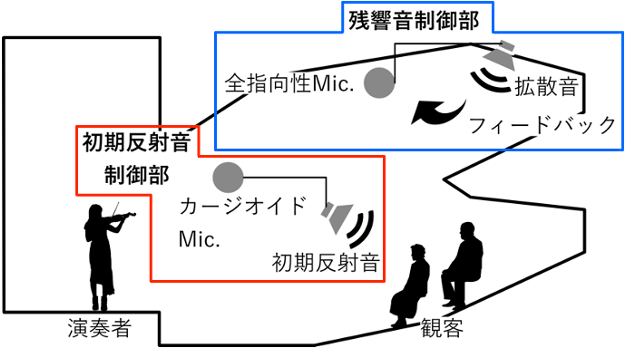 残響音制御部
全指向性Mic.
拡散音
フィードバック
初期反射音
制御部
カージオイド
Mic.
初期反射音
演奏者
観客